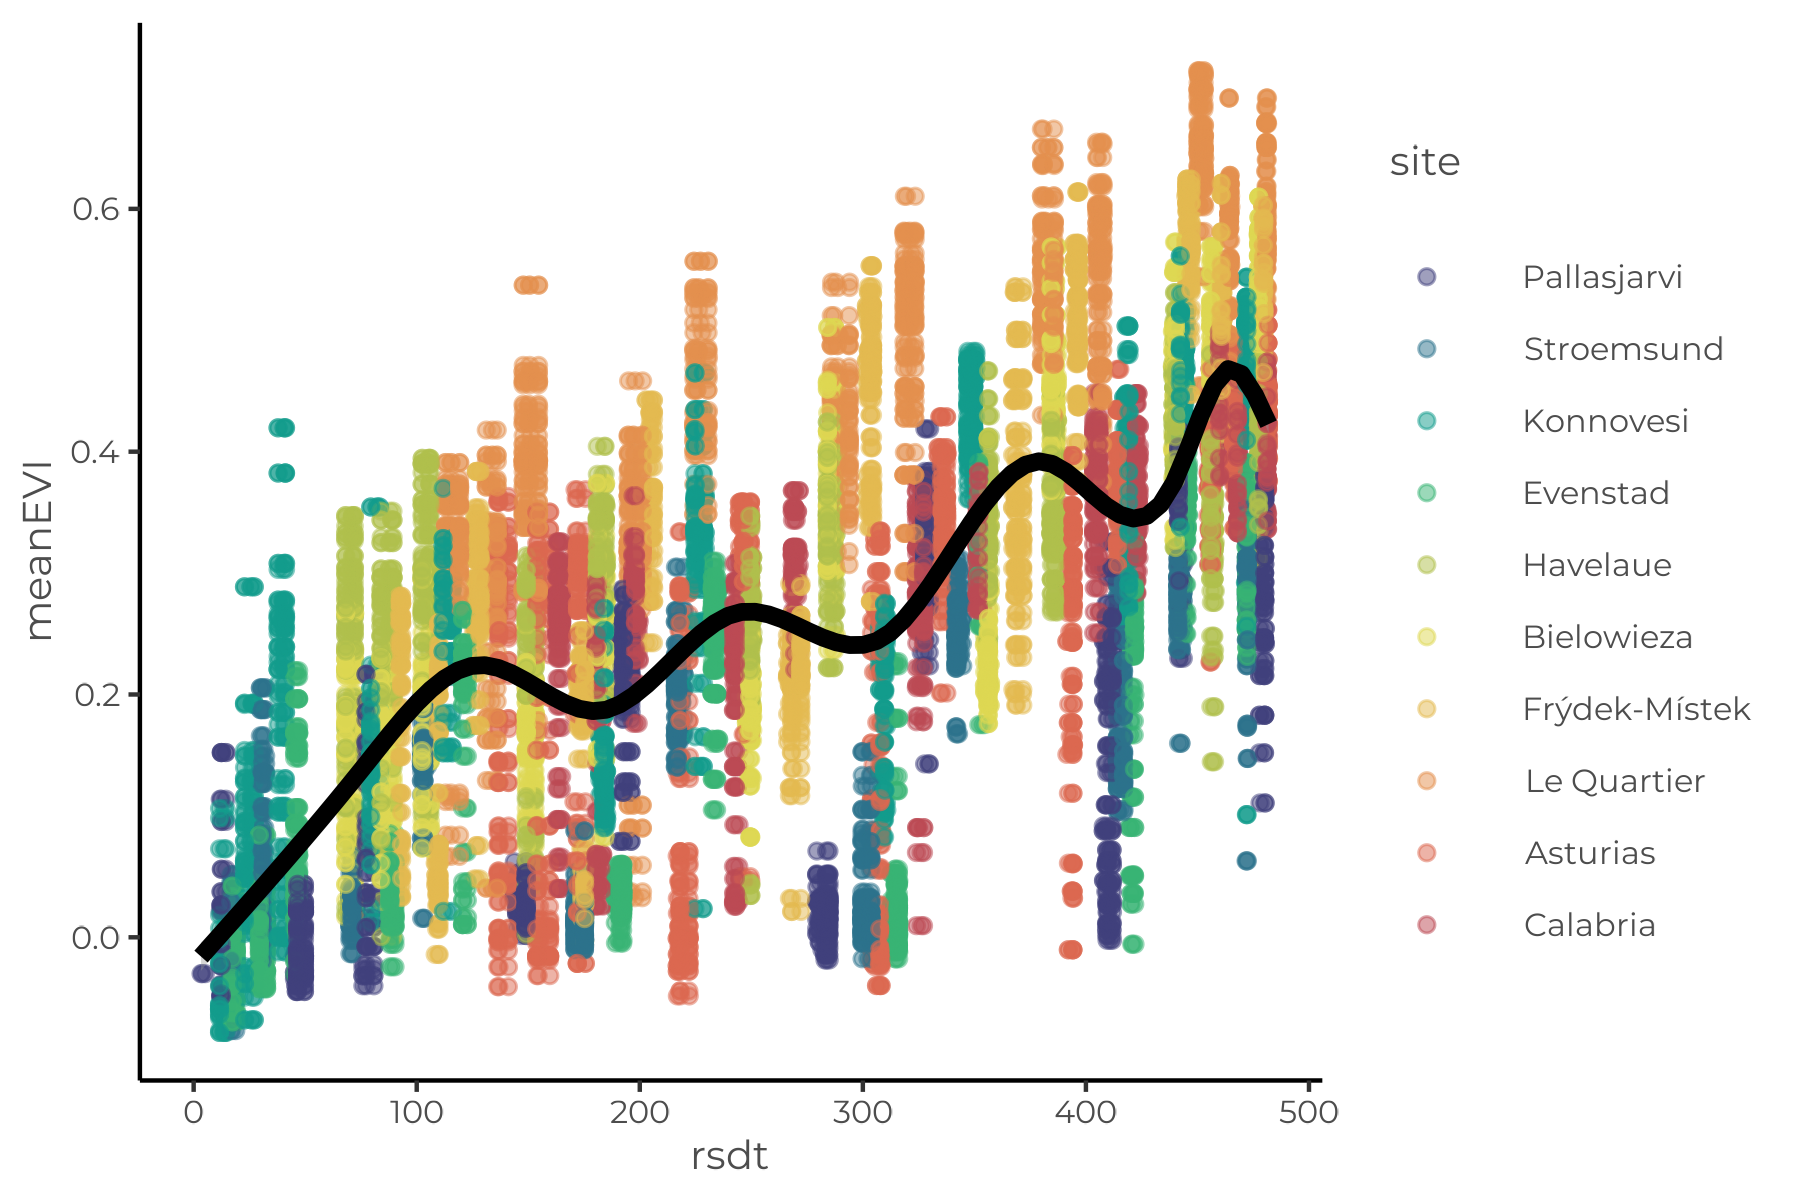 site
0.6
Pallasjarvi
Stroemsund
Konnovesi
0.4
Evenstad
meanEVI
Havelaue
Bielowieza
0.2
Frýdek-Místek
Le Quartier
Asturias
0.0
Calabria
0 100 200 300 400 500
rsdt